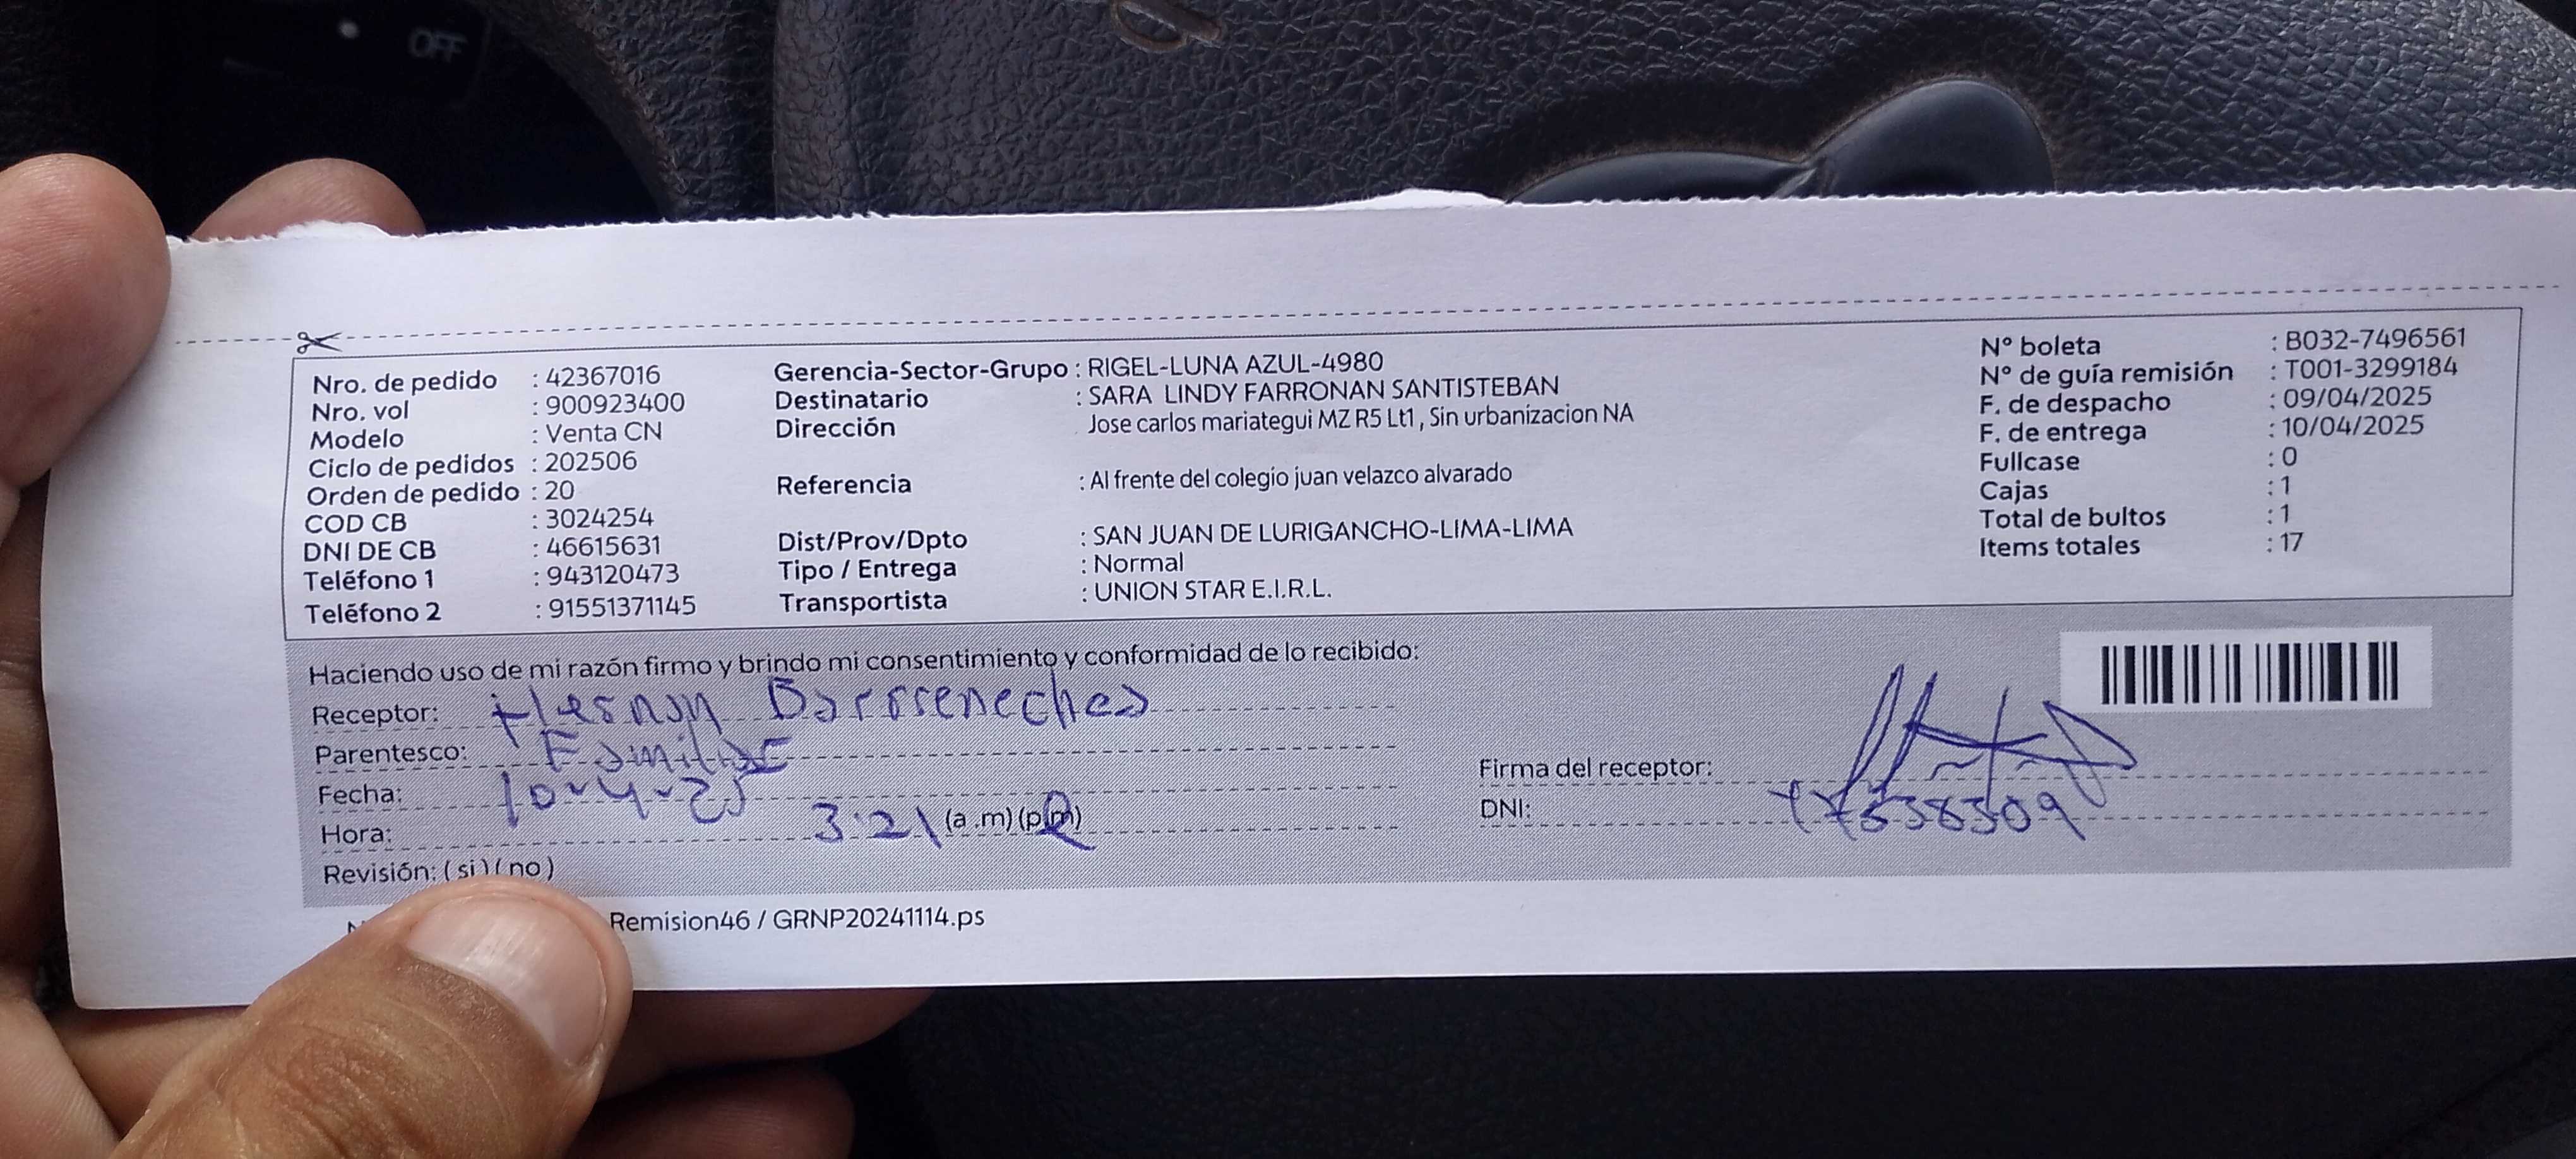 OFF
Nro. de pedido : 42367016
Nro. vol : 900923400
Modelo : Venta CN
Ciclo de pedidos : 202506
Orden de pedido : 20
COD CB : 3024254
DNI DE CB : 46615631
Teléfono 1 : 943120473
Teléfono 2 : 91551371145
Gerencia-Sector-Grupo : RIGEL-LUNA AZUL-4980
Destinatario : SARA LINDY FARRONAN SANTISTEBAN
Dirección Jose carlos mariategui MZ R5 Lt1 , Sin urbanizacion NA
Referencia : Al frente del colegio juan velazco alvarado
Dist/Prov/Dpto : SAN JUAN DE LURIGANCHO-LIMA-LIMA
Tipo / Entrega : Normal
Transportista : UNION STAR E.I.R.L.
N° boleta : B032-7496561
N° de guía remisión : T001-3299184
F. de despacho : 09/04/2025
F. de entrega : 10/04/2025
Fullcase : 0
Cajas : 1
Total de bultos : 1
Items totales : 17
Haciendo uso de mi razón firmo y brindo mi consentimiento y conformidad de lo recibido:
Receptor:
Parentesco: Familiar
Fecha: 10-4-25
Hora: 3:21 (a .m) (p.m)
Revisión: ( si ) ( no )
Firma del receptor:
DNI:
Remision46 / GRNP20241114.ps